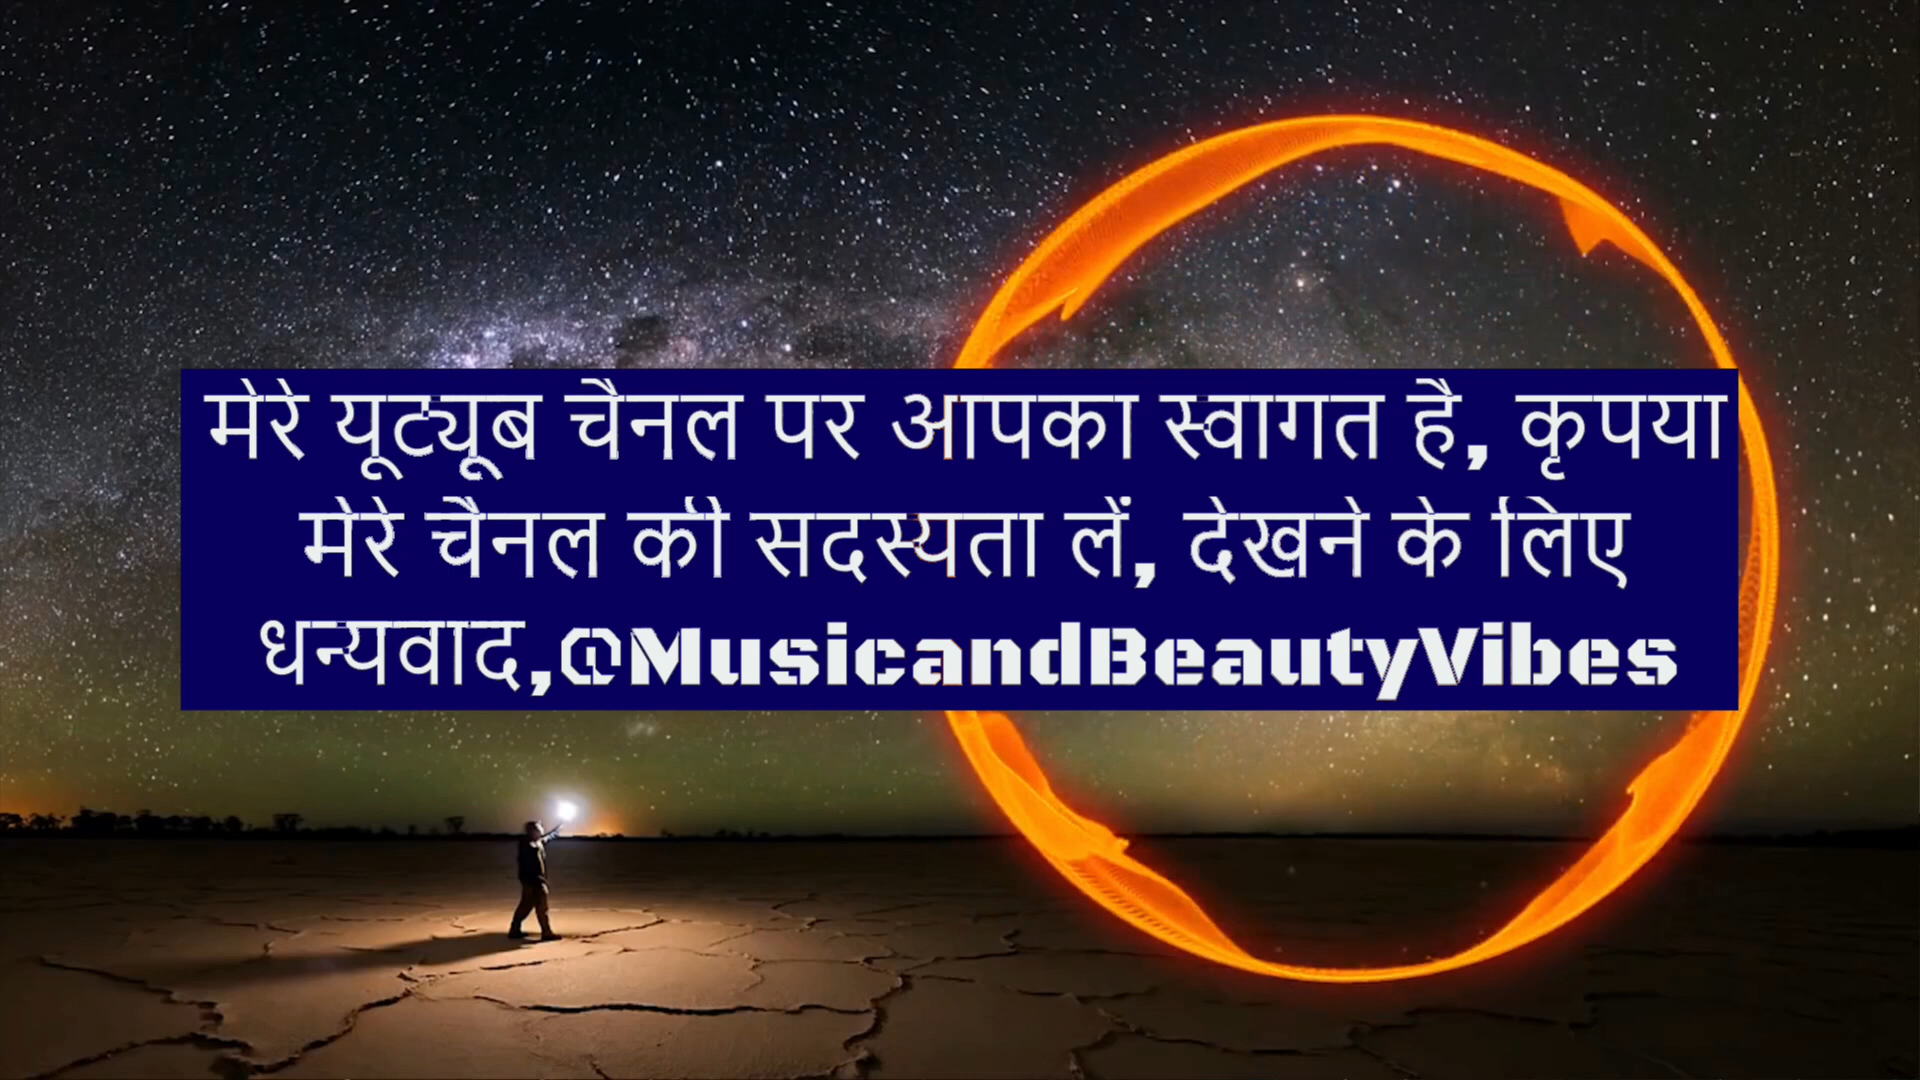 मेरे यूट्यूब चैनल पर आपका स्वागत है, कृपया
मेरे चैनल की सदस्यता लें, देखने के लिए
धन्यवाद,@MusicandBeautyVibes